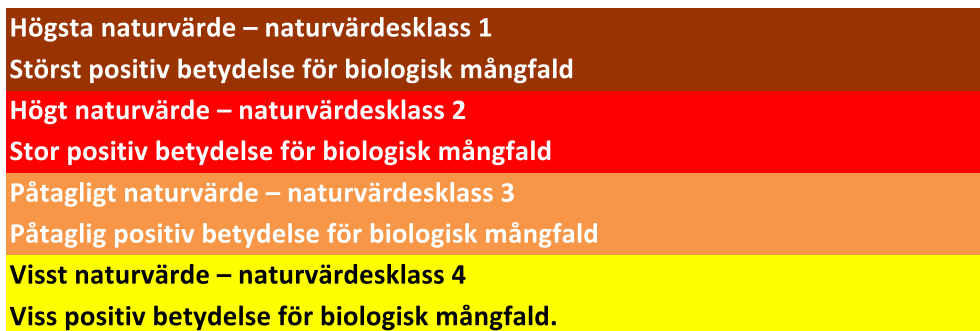 Högsta naturvärde – naturvärdesklass 1
Störst positiv betydelse för biologisk mångfald
Högt naturvärde – naturvärdesklass 2
Stor positiv betydelse för biologisk mångfald
Påtagligt naturvärde – naturvärdesklass 3
Påtaglig positiv betydelse för biologisk mångfald
Visst naturvärde – naturvärdesklass 4
Viss positiv betydelse för biologisk mångfald.